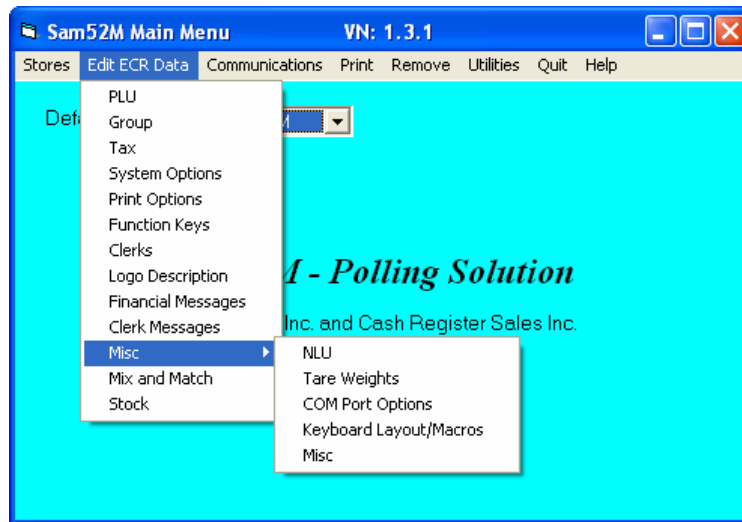 Sam52M Main Menu VN: 1.3.1
Stores Edit ECR Data Communications Print Remove Utilities Quit Help
PLU
Group
Tax
System Options
Print Options
Function Keys
Clerks
Logo Description
Financial Messages
Clerk Messages
Misc
Mix and Match
Stock
- Polling Solution
Inc. and Cash Register Sales Inc.
NLU
Tare Weights
COM Port Options
Keyboard Layout/Macros
Misc